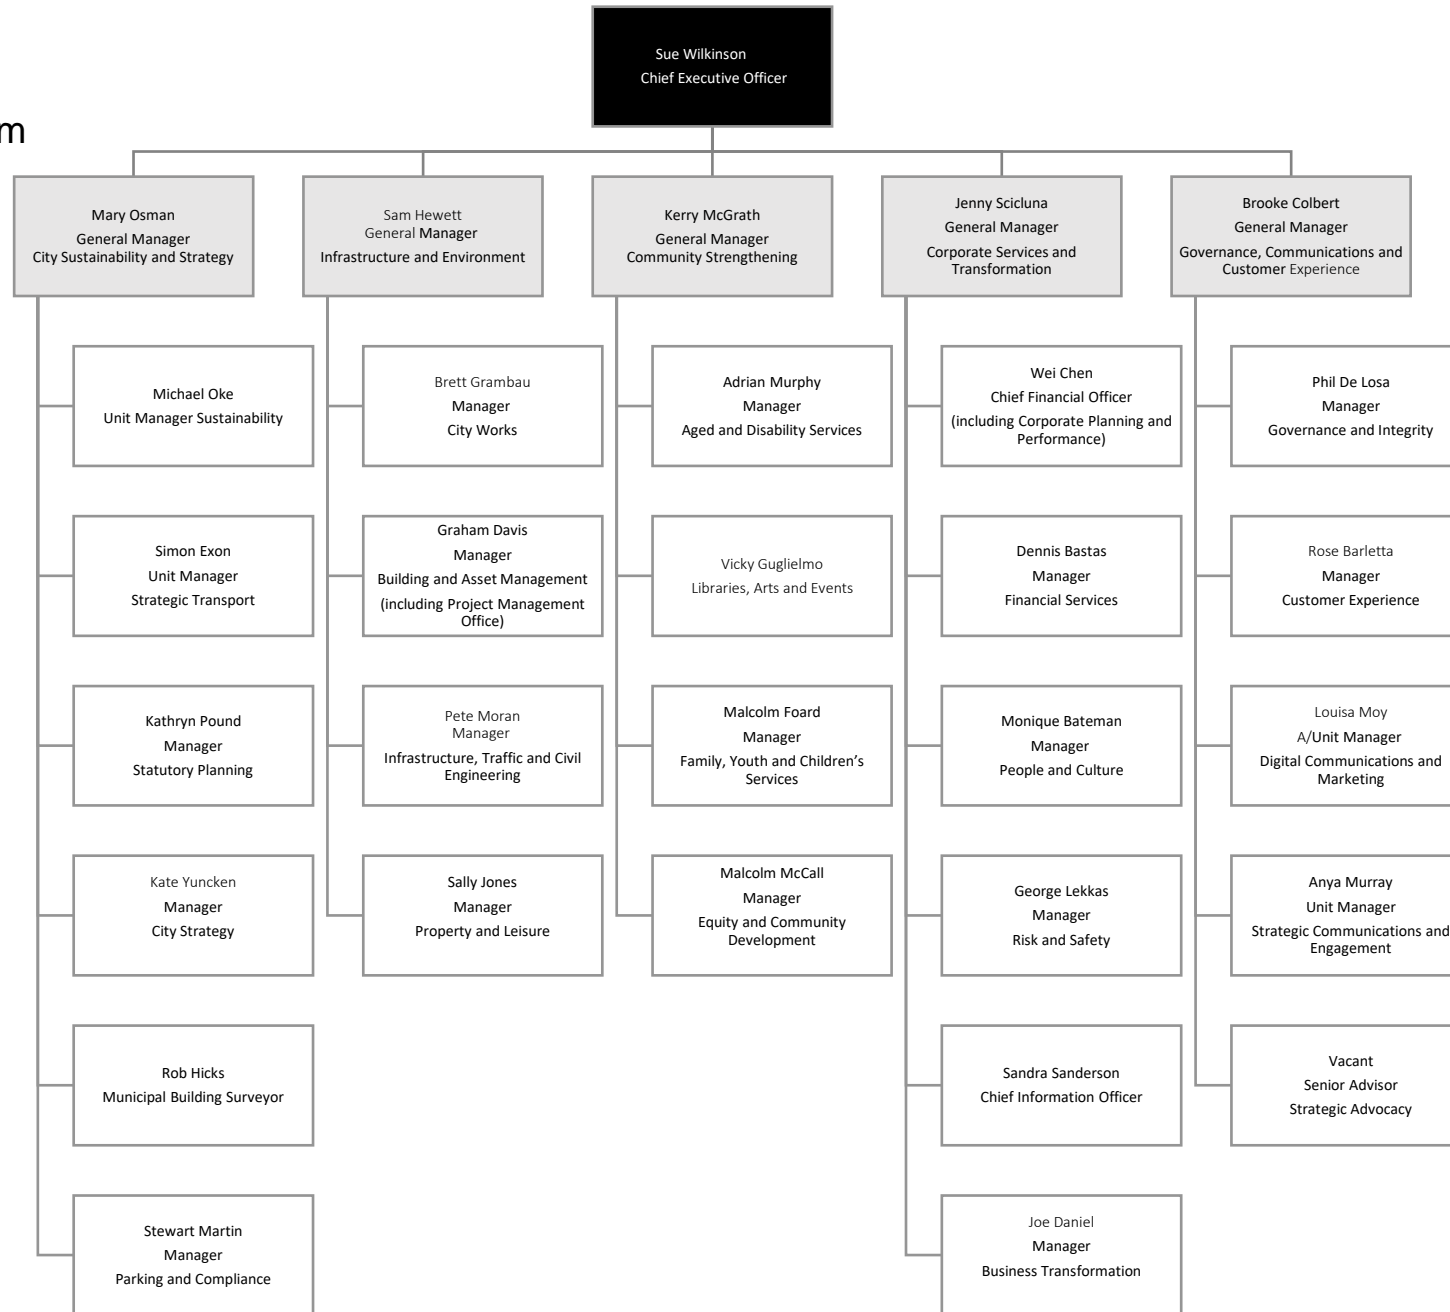 Sue Wilkinson
Chief Executive Officer
m
Mary Osman
General Manager
City Sustainability and Strategy
Sam Hewett
General Manager
Infrastructure and Environment
Kerry McGrath
General Manager
Community Strengthening
Jenny Scicluna
General Manager
Corporate Services and
Transformation
Brooke Colbert
General Manager
Governance, Communications and
Customer Experience
Michael Oke
Unit Manager Sustainability
Brett Grambau
Manager
City Works
Adrian Murphy
Manager
Aged and Disability Services
Wei Chen
Chief Financial Officer
(including Corporate Planning and
Performance)
Phil De Losa
Manager
Governance and Integrity
Simon Exon
Unit Manager
Strategic Transport
Graham Davis
Manager
Building and Asset Management
(including Project Management
Office)
Vicky Guglielmo
Libraries, Arts and Events
Dennis Bastas
Manager
Financial Services
Rose Barletta
Manager
Customer Experience
Kathryn Pound
Manager
Statutory Planning
Pete Moran
Manager
Infrastructure, Traffic and Civil
Engineering
Malcolm Foard
Manager
Family, Youth and Children’s
Services
Monique Bateman
Manager
People and Culture
Louisa Moy
A/Unit Manager
Digital Communications and
Marketing
Kate Yuncken
Manager
City Strategy
Sally Jones
Manager
Property and Leisure
Malcolm McCall
Manager
Equity and Community
Development
George Lekkas
Manager
Risk and Safety
Anya Murray
Unit Manager
Strategic Communications and
Engagement
Rob Hicks
Municipal Building Surveyor
Sandra Sanderson
Chief Information Officer
Vacant
Senior Advisor
Strategic Advocacy
Stewart Martin
Manager
Parking and Compliance
Joe Daniel
Manager
Business Transformation